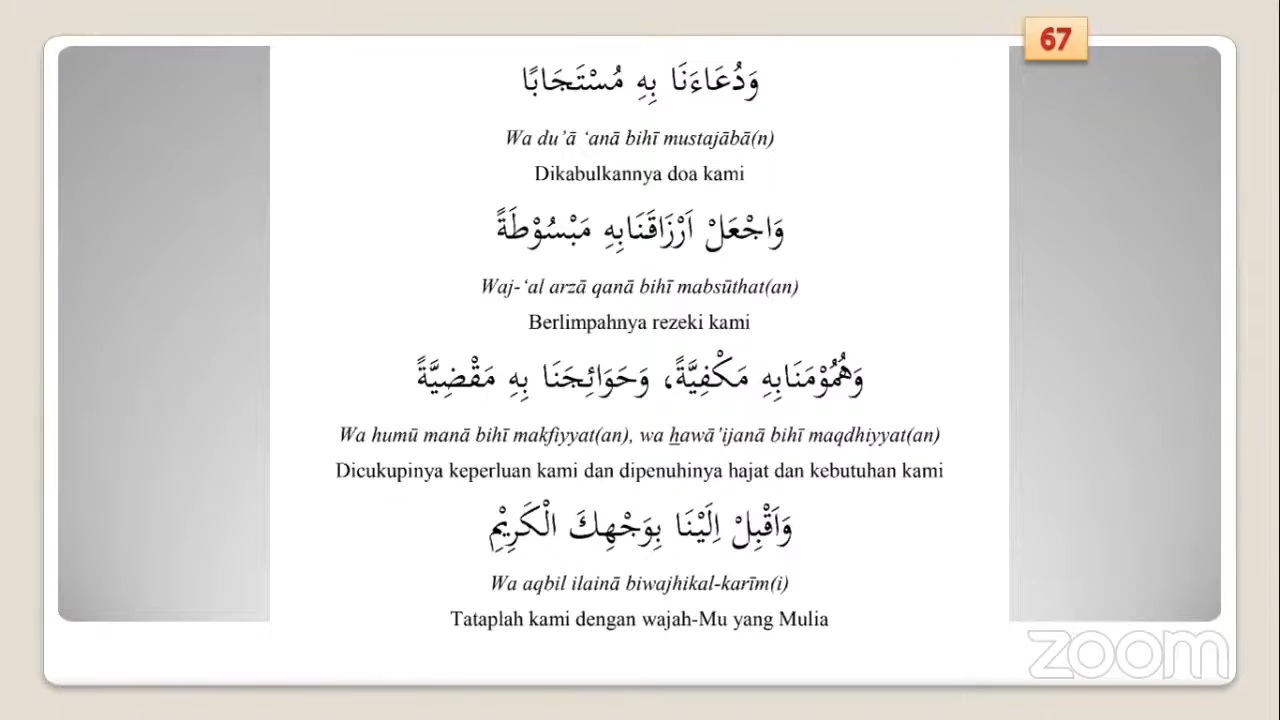 67
وَدُعَاءَنَا بِهِ مُسْتَجَابًا
Wa du’ā ‘anā bihī mustajābā(n)
Dikabulkannya doa kami
وَاجْعَلْ اَرْزَاقَنَابِهِ مَبْسُوْطَةً
Waj-‘al arzā qanā bihī mabsūthat(an)
Berlimpahnya rezeki kami
وَهُمُوْمَنَابِهِ مَكْفِيَّةً، وَحَوَائِجَنَا بِهِ مَقْضِيَّةً
Wa humū manā bihī makfiyyat(an), wa hawā’ijanā bihī maqdhiyyat(an)
Dicukupinya keperluan kami dan dipenuhinya hajat dan kebutuhan kami
وَاَقْبِلْ اِلَيْنَا بِوَجْهِكَ الْكَرِيْمِ
Wa aqbil ilainā biwajhikal-karīm(i)
Tataplah kami dengan wajah-Mu yang Mulia
zoom